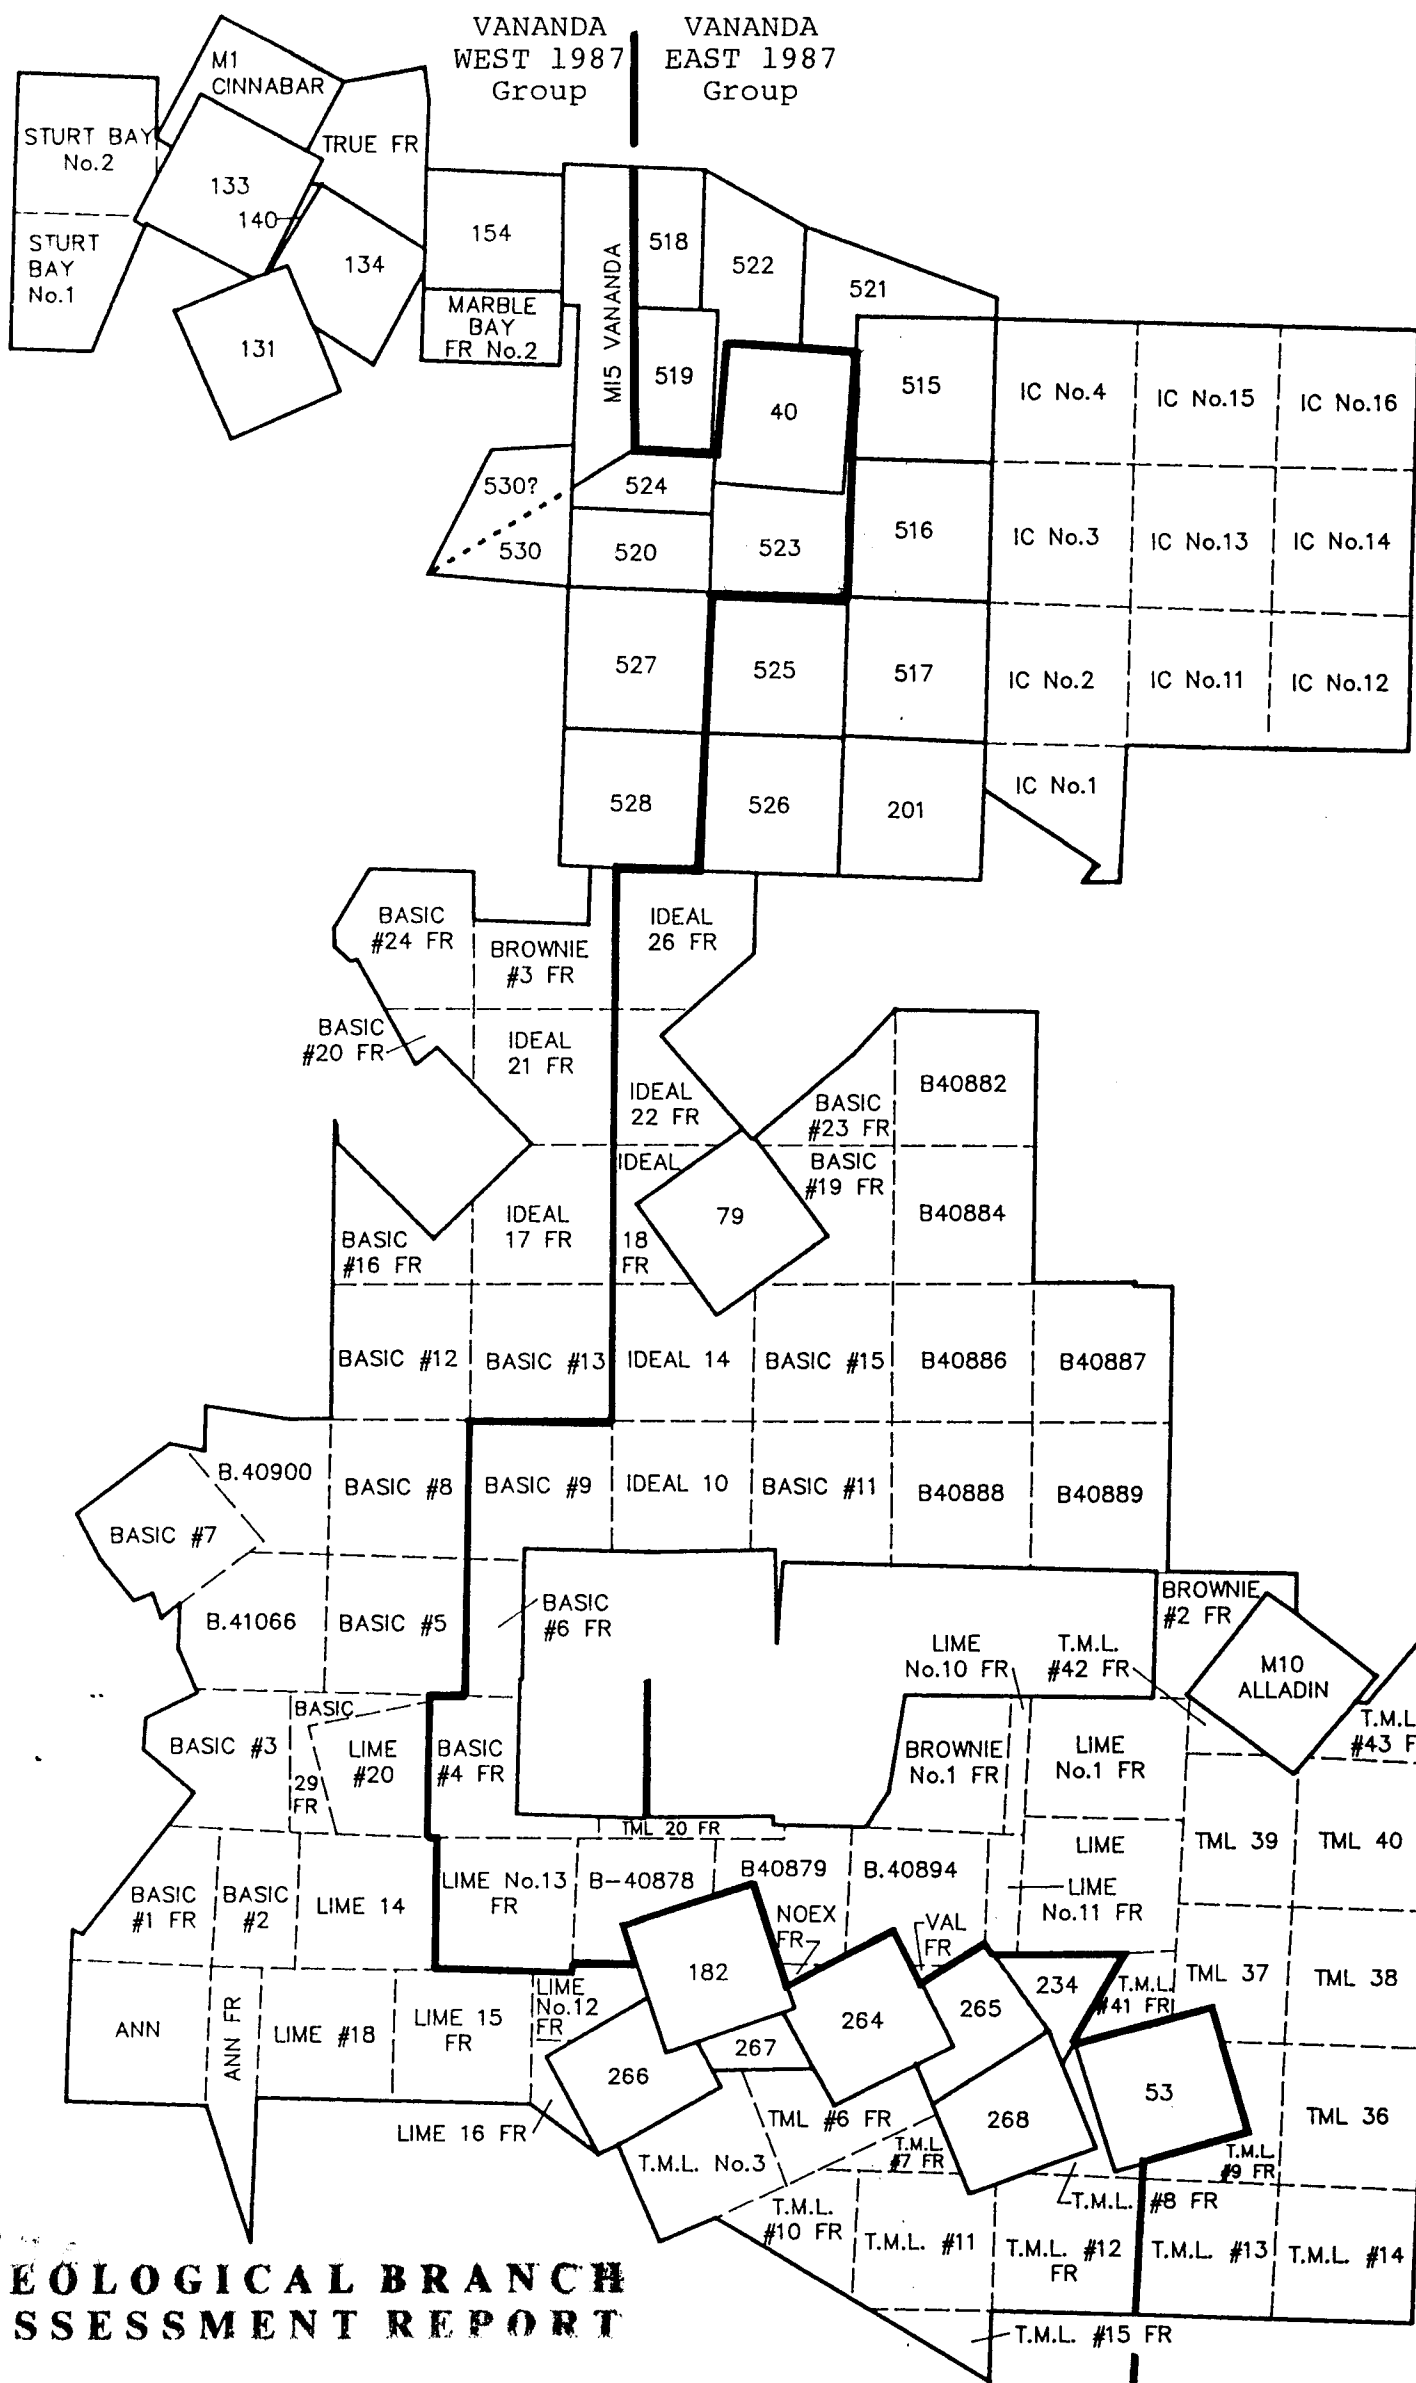 VANANDA
WEST 1987
Group
VANANDA
EAST 1987
Group
M1
CINNABAR
STURT BAY
No.2
TRUE FR
133
140
134
154
STURT
BAY
No.1
131
MARBLE
BAY
FR No.2
M15 VANANDA
518
522
521
519
40
515
IC No.4
IC No.15
IC No.16
530?
524
530
520
523
516
IC No.3
IC No.13
IC No.14
527
525
517
IC No.2
IC No.11
IC No.12
528
526
201
IC No.1
BASIC
#24 FR
BROWNIE
#3 FR
IDEAL
26 FR
BASIC
#20 FR
IDEAL
21 FR
IDEAL
22 FR
BASIC
#23 FR
B40882
IDEAL
18
FR
79
BASIC
#19 FR
B40884
BASIC
#16 FR
IDEAL
17 FR
BASIC #12
BASIC #13
IDEAL 14
BASIC #15
B40886
B40887
B.40900
BASIC #8
BASIC #9
IDEAL 10
BASIC #11
B40888
B40889
BASIC #7
B.41066
BASIC #5
BASIC
#6 FR
BROWNIE
#2 FR
LIME
No.10 FR
T.M.L.
#42 FR
M10
ALLADIN
T.M.L
#43 F
BASIC #3
BASIC
29
FR
LIME
#20
BASIC
#4 FR
BROWNIE
No.1 FR
LIME
No.1 FR
TML 20 FR
TML 39
TML 40
BASIC
#1 FR
BASIC
#2
LIME 14
LIME No.13
FR
B-40878
B40879
B.40894
LIME
LIME
No.11 FR
NOEX
FR
VAL
FR
182
264
265
234
T.M.L.
#41 FR
TML 37
TML 38
ANN
ANN FR
LIME #18
LIME 15
FR
LIME
No.12
FR
266
267
268
53
TML 36
LIME 16 FR
T.M.L. No.3
TML #6 FR
T.M.L.
#7 FR
T.M.L.
#9 FR
T.M.L.
#10 FR
T.M.L. #11
T.M.L. #8 FR
T.M.L. #12
FR
T.M.L. #13
T.M.L. #14
T.M.L. #15 FR
EOLOGICAL BRANCH
SSESSMENT REPORT